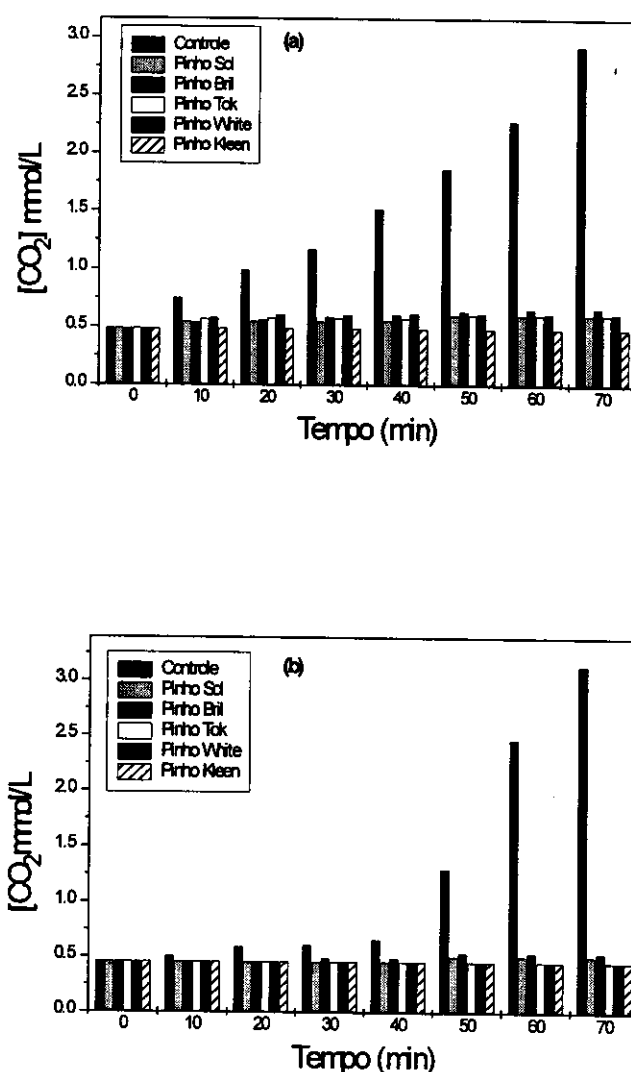 (a)
Controle
Pinho Sol
Pinho Bril
Pinho Tok
Pinho White
Pinho Kleen
[CO2] mmol/L
3.0
2.5
2.0
1.5
1.0
0.5
0.0
0 10 20 30 40 50 60 70
Tempo (min)
(b)
Controle
Pinho Sol
Pinho Bril
Pinho Tok
Pinho White
Pinho Kleen
[CO2mmol/L
3.0
2.5
2.0
1.5
1.0
0.5
0.0
0 10 20 30 40 50 60 70
Tempo (min)